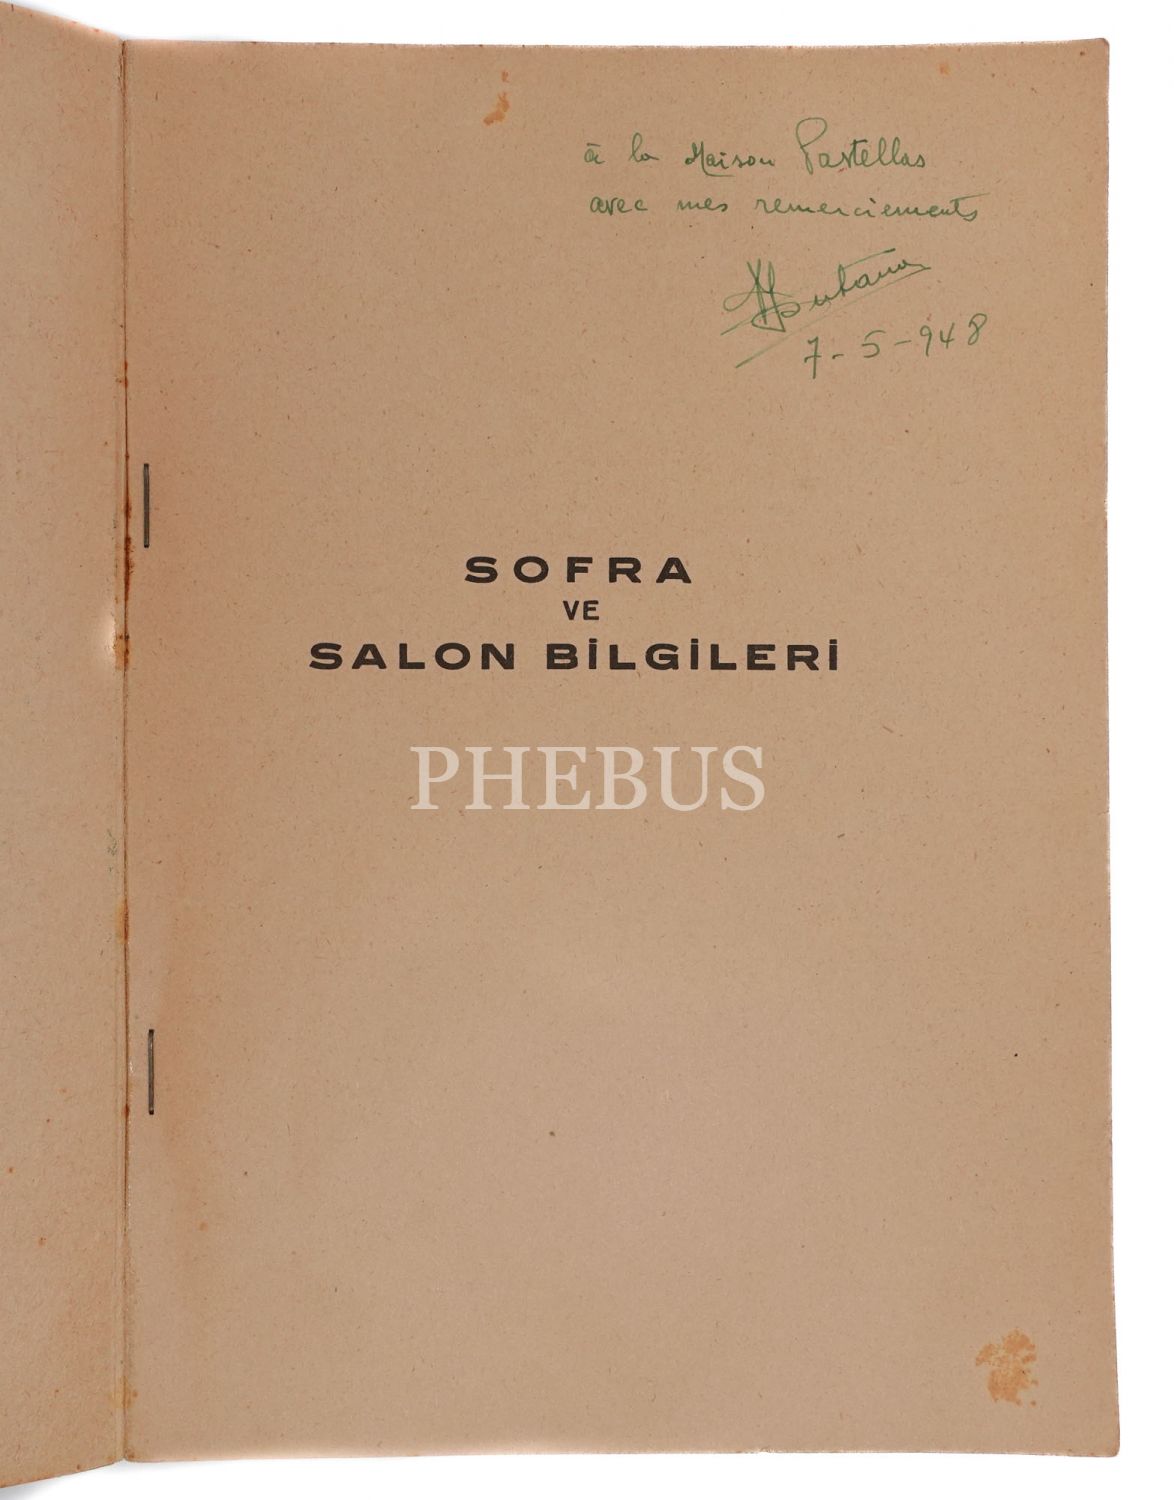 à la Maison Pastellas
avec mes remerciements
7-5-948
SOFRA
VE
SALON BİLGİLERİ
PHEBUS